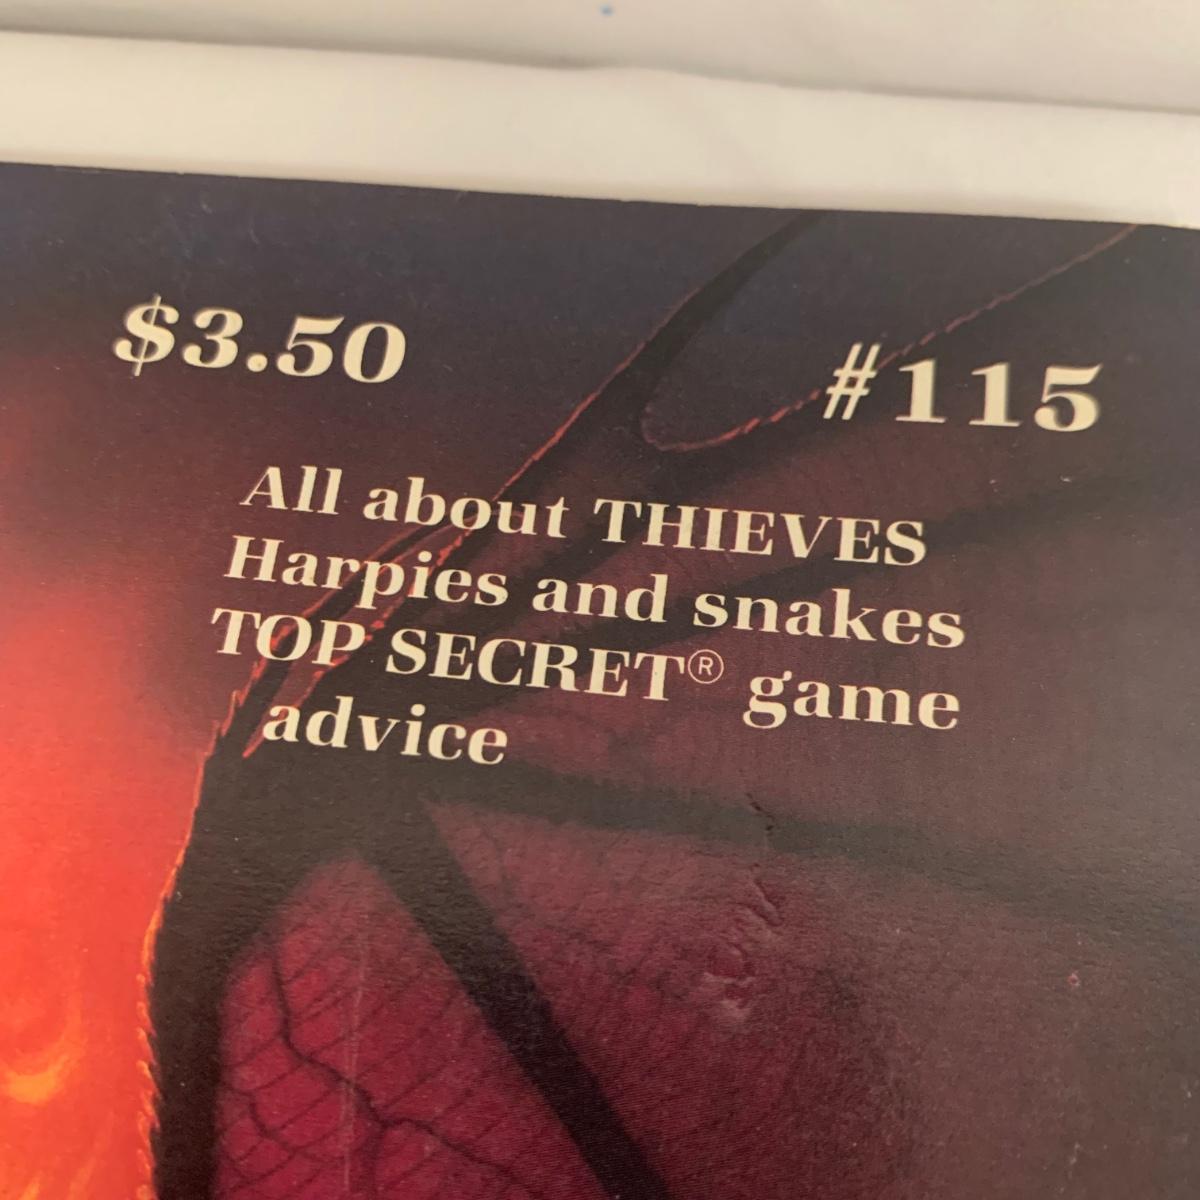 $3.50 #115
All about THIEVES
Harpies and snakes
TOP SECRET® game
advice